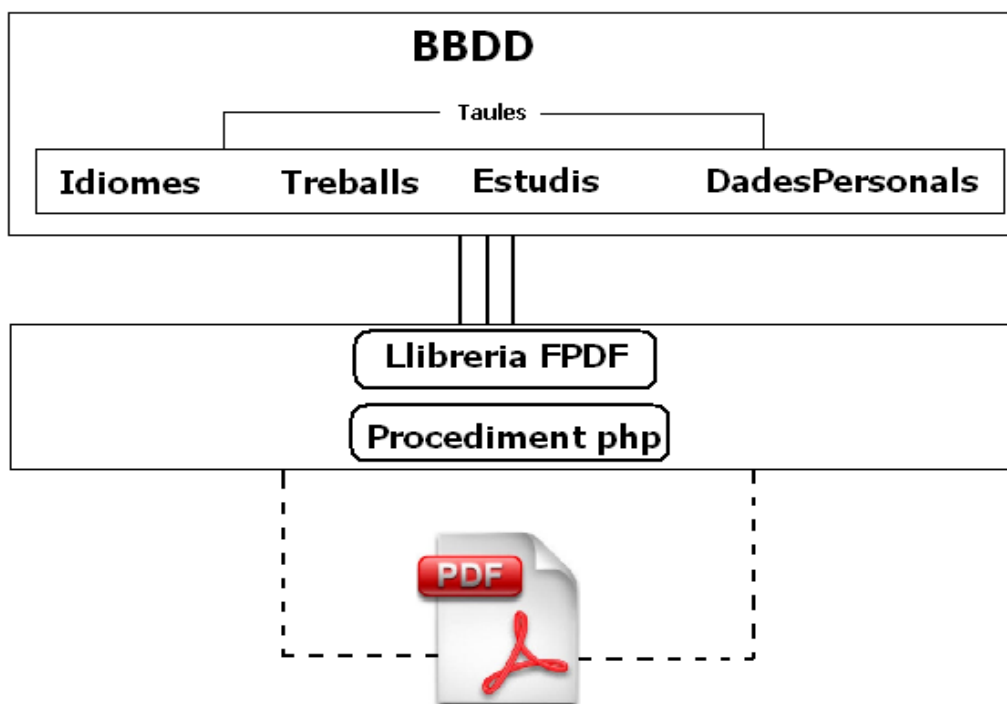 BBDD
Taules
Idiomes Treballs Estudis DadesPersonals
Llibreria FPDF
Procediment php
PDF